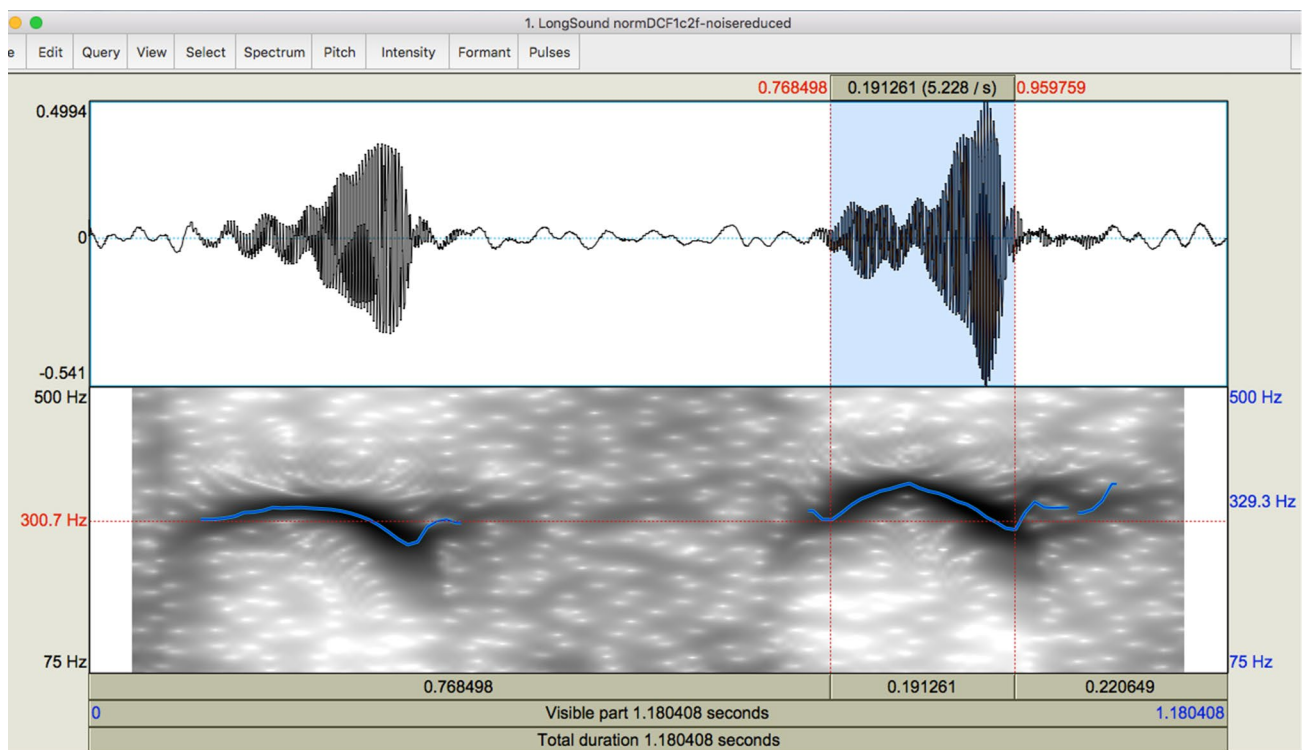 1. LongSound normDCF1c2f-noisereduced
e Edit Query View Select Spectrum Pitch Intensity Formant Pulses
0.768498 0.191261 (5.228 / s) 0.959759
0.4994
0
-0.541
500 Hz 500 Hz
329.3 Hz
300.7 Hz
75 Hz 75 Hz
0.768498 0.191261 0.220649
0 Visible part 1.180408 seconds 1.180408
Total duration 1.180408 seconds